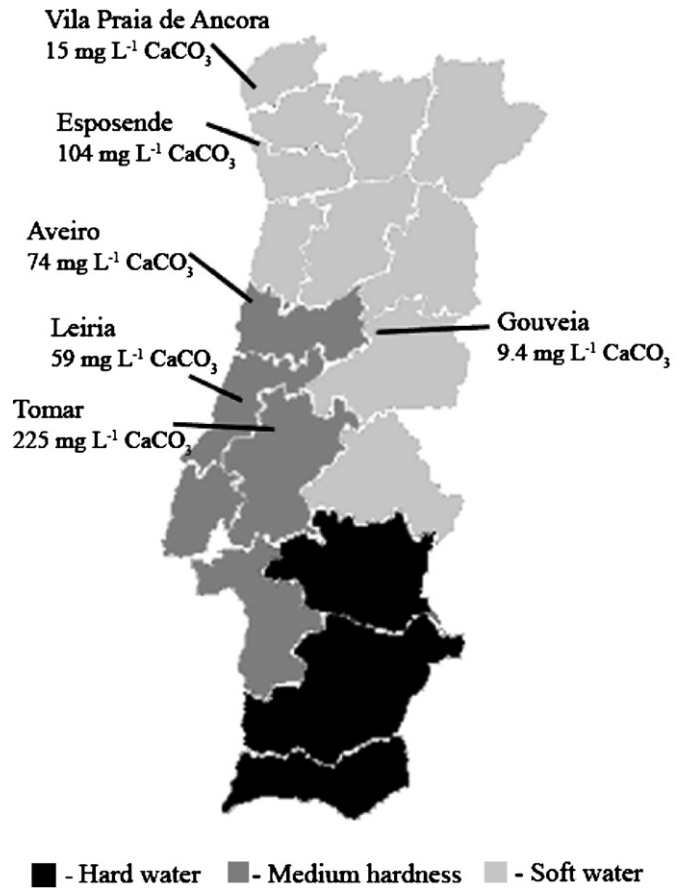 Vila Praia de Ancora
15 mg L⁻¹ CaCO₃
Esposende
104 mg L⁻¹ CaCO₃
Aveiro
74 mg L⁻¹ CaCO₃
Leiria
59 mg L⁻¹ CaCO₃
Gouveia
9.4 mg L⁻¹ CaCO₃
Tomar
225 mg L⁻¹ CaCO₃
- Hard water - Medium hardness - Soft water